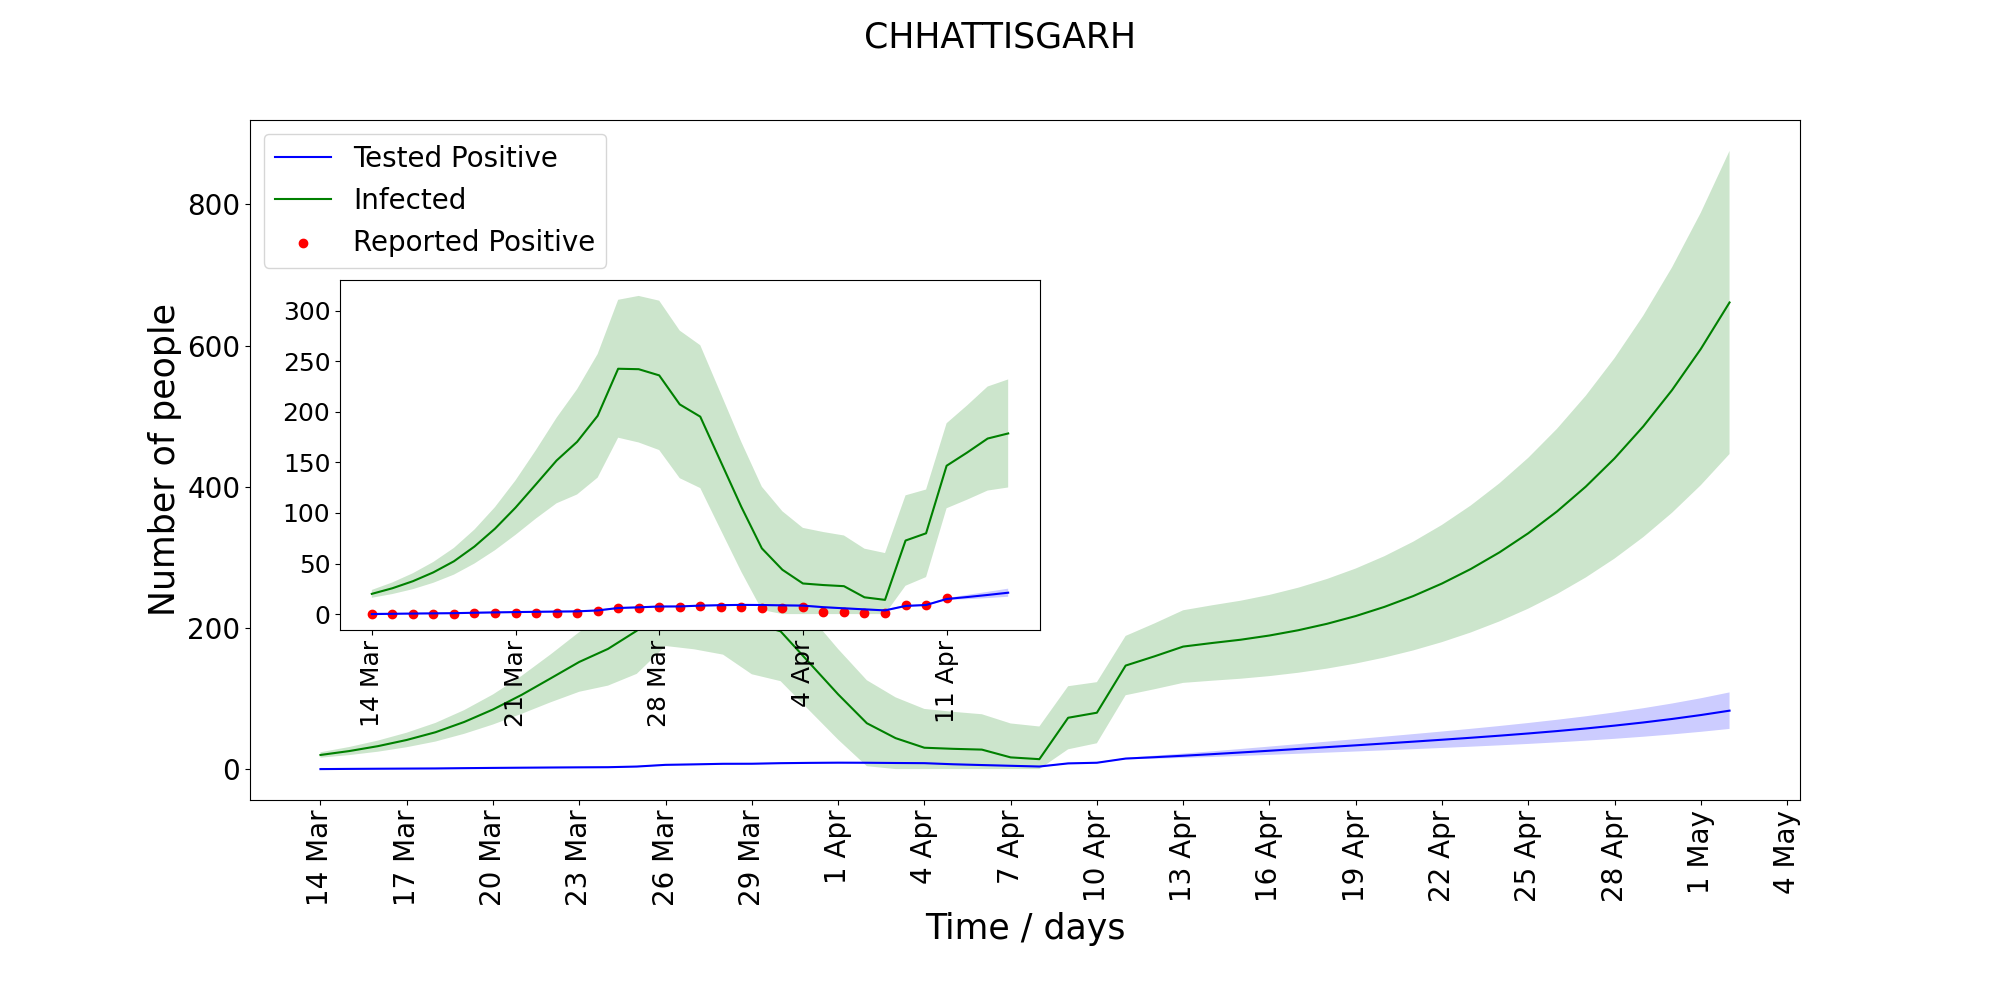 CHHATTISGARH
Tested Positive
Infected
Reported Positive
Number of people
800
600
400
200
0
300
250
200
150
100
50
0
14 Mar
21 Mar
28 Mar
4 Apr
11 Apr
14 Mar
17 Mar
20 Mar
23 Mar
26 Mar
29 Mar
1 Apr
4 Apr
7 Apr
10 Apr
13 Apr
16 Apr
19 Apr
22 Apr
25 Apr
28 Apr
1 May
4 May
Time / days